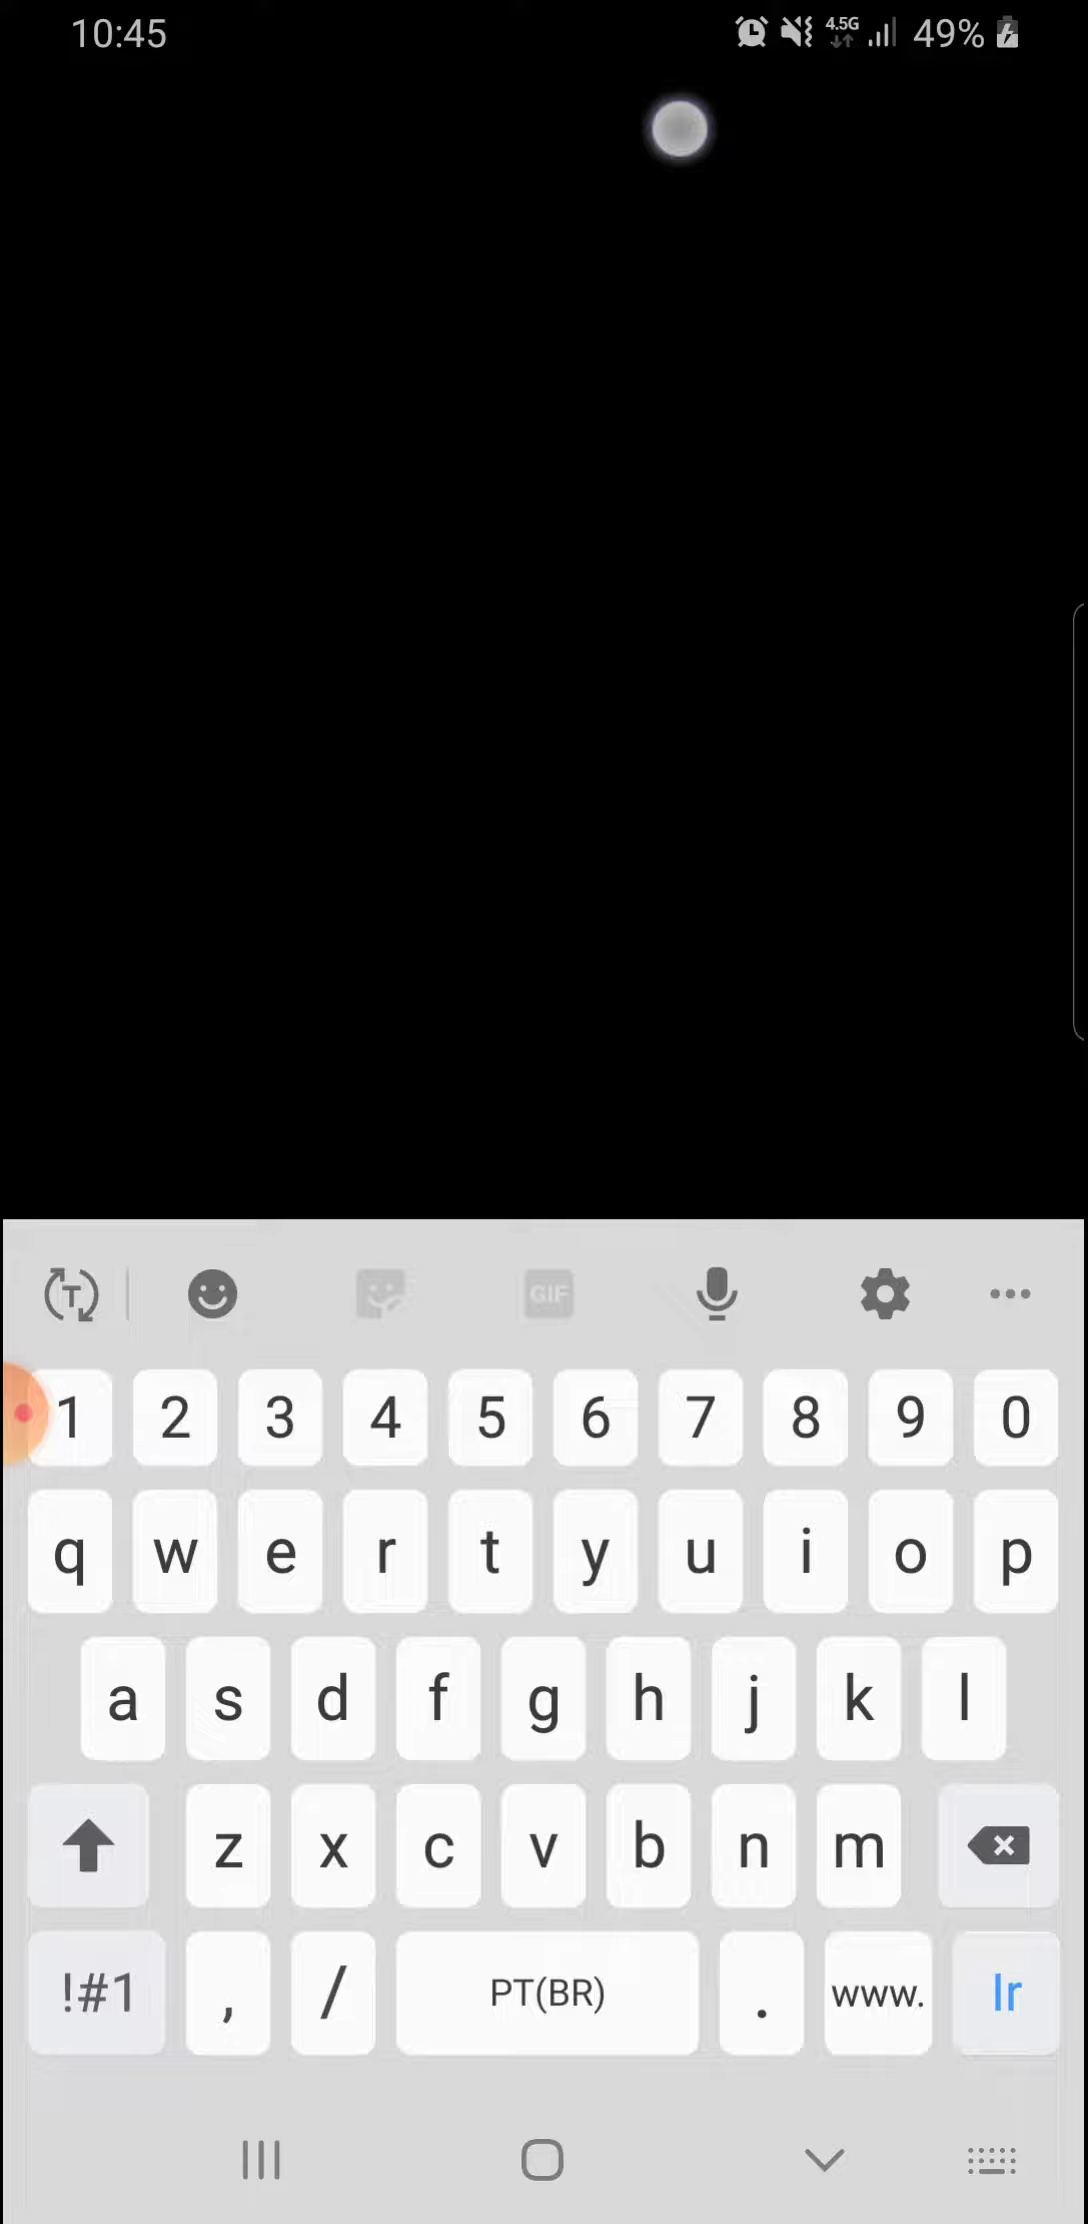 10:45 4.5G 49%
T GIF
1 2 3 4 5 6 7 8 9 0
q w e r t y u i o p
a s d f g h j k l
z x c v b n m
!#1 , / PT(BR) . www. Ir